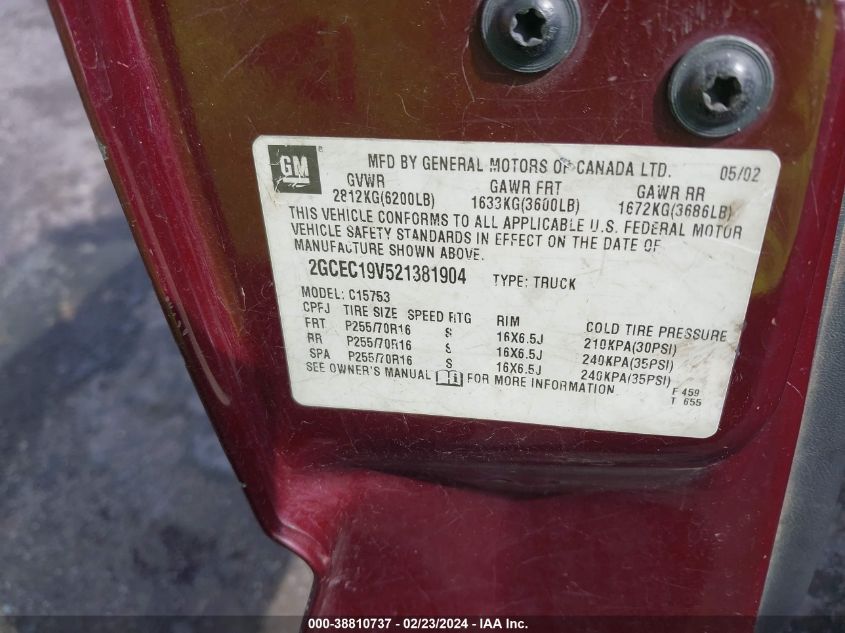 GM ® MFD BY GENERAL MOTORS OF CANADA LTD. 05/02
GVWR GAWR FRT GAWR RR
2812KG(6200LB) 1633KG(3600LB) 1672KG(3686LB)
THIS VEHICLE CONFORMS TO ALL APPLICABLE U.S. FEDERAL MOTOR
VEHICLE SAFETY STANDARDS IN EFFECT ON THE DATE OF
MANUFACTURE SHOWN ABOVE.
2GCEC19V521381904 TYPE: TRUCK
MODEL: C15753
CPFJ TIRE SIZE SPEED RTG RIM COLD TIRE PRESSURE
FRT P255/70R16 S 16X6.5J 210KPA(30PSI)
RR P255/70R16 S 16X6.5J 240KPA(35PSI)
SPA P255/70R16 S 16X6.5J 240KPA(35PSI)
SEE OWNER'S MANUAL FOR MORE INFORMATION
F 459
T 655
000-38810737 - 02/23/2024 - IAA Inc.